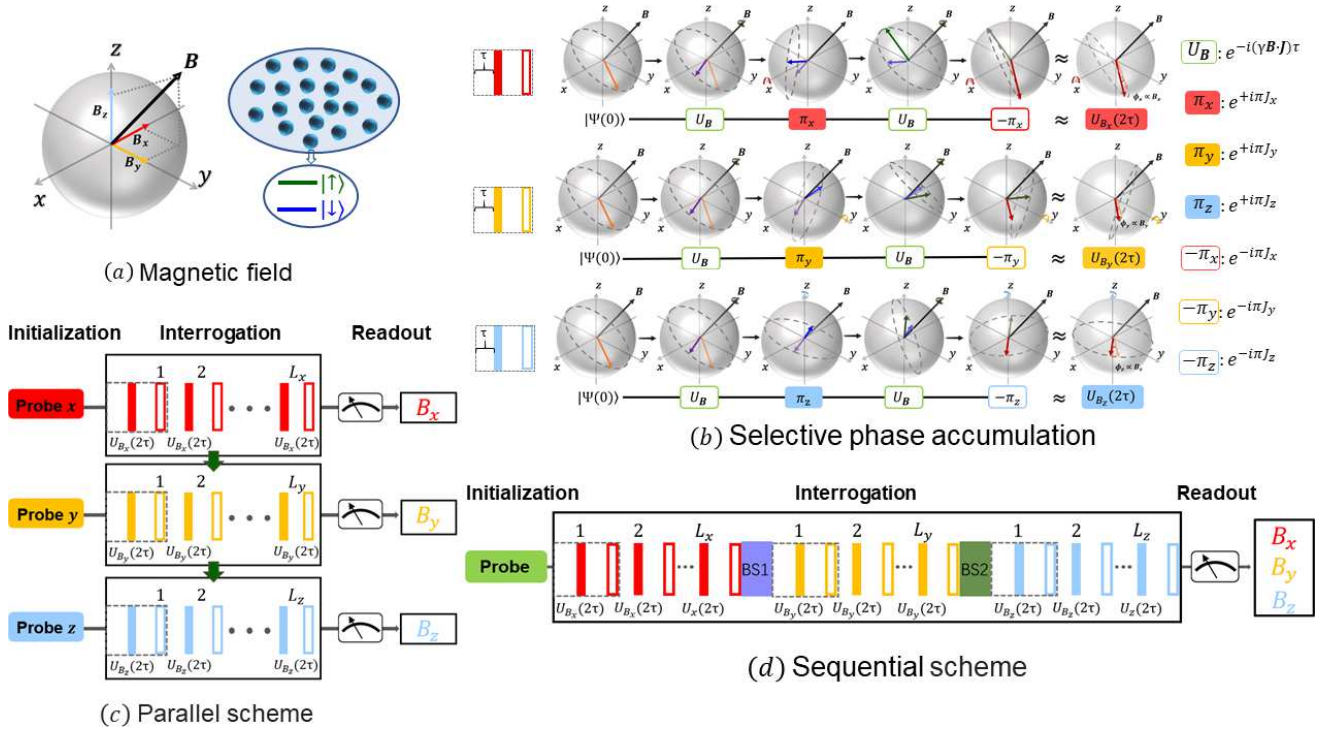 z
B
B_z
B_x
B_y
x
y
|↑⟩
|↓⟩
(a) Magnetic field
τ
z z z z z z
B B B B B B
x y x y x y x y x y ≈ x y
ϕ_x ∝ B_x
|Ψ(0)⟩ U_B π_x U_B −π_x ≈ U_{B_x}(2τ)
τ
z z z z z z
B B B B B B
x y x y x y x y x y ≈ x y
ϕ_y ∝ B_y
|Ψ(0)⟩ U_B π_y U_B −π_y ≈ U_{B_y}(2τ)
τ
z z z z z z
B B B B B B
x y x y x y x y x y ≈ x y
ϕ_z ∝ B_z
|Ψ(0)⟩ U_B π_z U_B −π_z ≈ U_{B_z}(2τ)
U_B : e^{−i(γB·J)τ}
π_x : e^{+iπJ_x}
π_y : e^{+iπJ_y}
π_z : e^{+iπJ_z}
−π_x : e^{−iπJ_x}
−π_y : e^{−iπJ_y}
−π_z : e^{−iπJ_z}
(b) Selective phase accumulation
Initialization Interrogation Readout
1 2 L_x
Probe x • • • B_x
U_{B_x}(2τ) U_{B_x}(2τ) U_{B_x}(2τ)
1 2 L_y
Probe y • • • B_y
U_{B_y}(2τ) U_{B_y}(2τ) U_{B_y}(2τ)
1 2 L_z
Probe z • • • B_z
U_{B_z}(2τ) U_{B_z}(2τ) U_{B_z}(2τ)
(c) Parallel scheme
Initialization Interrogation Readout
1 2 L_x 1 2 L_y 1 2 L_z
Probe ••• BS1 ••• BS2 •••
U_{B_x}(2τ) U_{B_x}(2τ) U_x(2τ) U_{B_y}(2τ) U_{B_y}(2τ) U_{B_y}(2τ) U_{B_z}(2τ) U_{B_z}(2τ) U_z(2τ)
B_x
B_y
B_z
(d) Sequential scheme